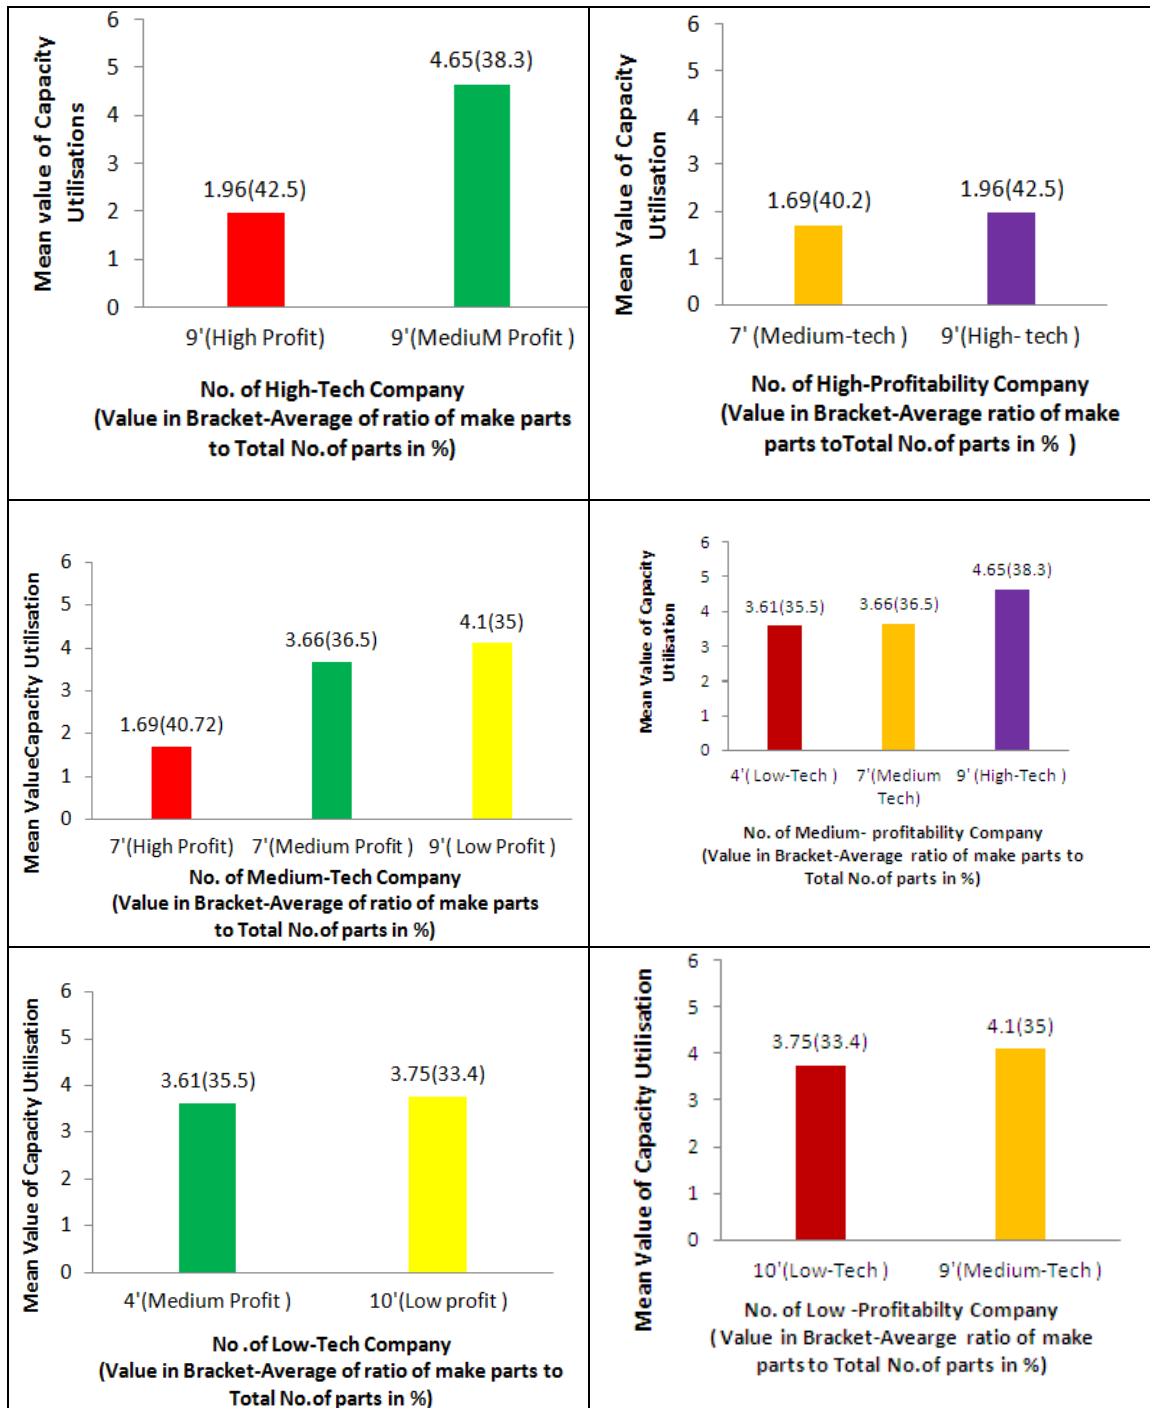 Mean value of Capacity
Utilisations
6
5
4
3
2
1
0
1.96(42.5)
4.65(38.3)
9'(High Profit)
9'(MediuM Profit )
No. of High-Tech Company
(Value in Bracket-Average of ratio of make parts
to Total No.of parts in %)
Mean Value of Capacity
Utilisation
6
5
4
3
2
1
0
1.69(40.2)
1.96(42.5)
7' (Medium-tech )
9'(High- tech )
No. of High-Profitability Company
(Value in Bracket-Average ratio of make
parts toTotal No.of parts in % )
Mean ValueCapacity Utilisation
6
5
4
3
2
1
0
1.69(40.72)
3.66(36.5)
4.1(35)
7'(High Profit)
7'(Medium Profit )
9'( Low Profit )
No. of Medium-Tech Company
(Value in Bracket-Average of ratio of make parts
to Total No.of parts in %)
Mean Value of Capacity
Utilisation
6
5
4
3
2
1
0
3.61(35.5)
3.66(36.5)
4.65(38.3)
4'( Low-Tech )
7'(Medium
Tech)
9' (High-Tech )
No. of Medium- profitability Company
(Value in Bracket-Average ratio of make parts to
Total No.of parts in %)
Mean Value of Capacity Utilisation
6
5
4
3
2
1
0
3.61(35.5)
3.75(33.4)
4'(Medium Profit )
10'(Low profit )
No .of Low-Tech Company
(Value in Bracket-Average of ratio of make parts to
Total No.of parts in %)
Mean Value of Capacity Utilisation
6
5
4
3
2
1
0
3.75(33.4)
4.1(35)
10'(Low-Tech )
9'(Medium-Tech )
No. of Low -Profitabilty Company
( Value in Bracket-Avearge ratio of make
parts to Total No.of parts in %)